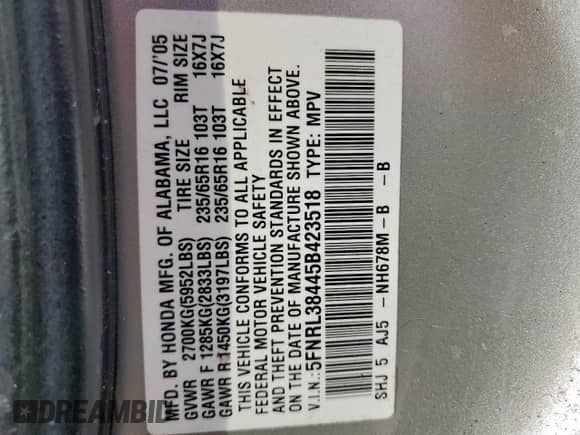 MFD. BY HONDA MFG. OF ALABAMA, LLC 07/'05
GVWR 2700KG(5952LBS) TIRE SIZE RIM SIZE
GAWR F 1285KG(2833LBS) 235/65R16 103T 16X7J
GAWR R 1450KG(3197LBS) 235/65R16 103T 16X7J
THIS VEHICLE CONFORMS TO ALL APPLICABLE
FEDERAL MOTOR VEHICLE SAFETY
AND THEFT PREVENTION STANDARDS IN EFFECT
ON THE DATE OF MANUFACTURE SHOWN ABOVE.
V.I.N.: 5FNRL38445B423518 TYPE: MPV
SHJ 5 AJ5 -NH678M-B -B
DREAMBID